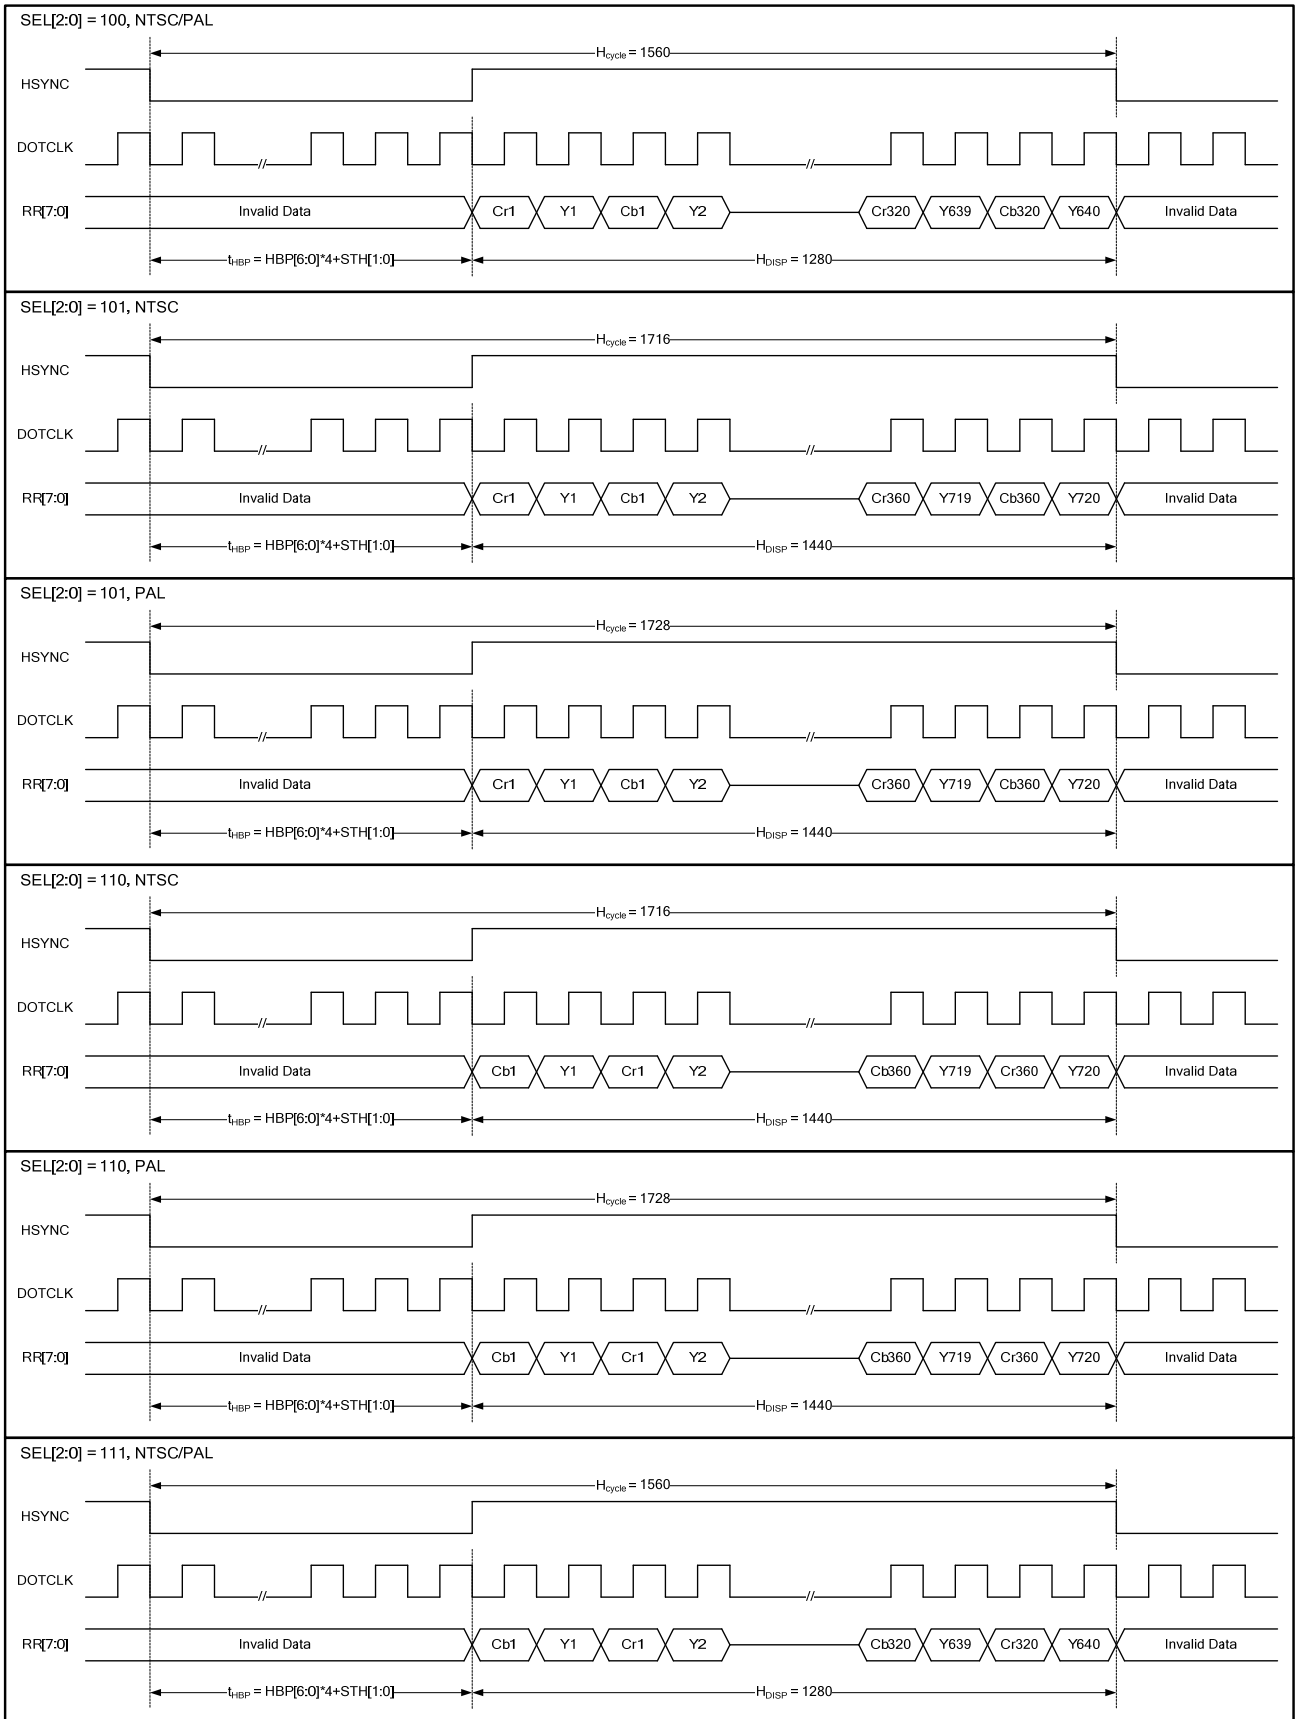 SEL[2:0] = 100, NTSC/PAL
Hcycle = 1560
HSYNC
DOTCLK // //
RR[7:0] Invalid Data Cr1 Y1 Cb1 Y2 Cr320 Y639 Cb320 Y640 Invalid Data
tHBP = HBP[6:0]*4+STH[1:0] HDISP = 1280
SEL[2:0] = 101, NTSC
Hcycle = 1716
HSYNC
DOTCLK // //
RR[7:0] Invalid Data Cr1 Y1 Cb1 Y2 Cr360 Y719 Cb360 Y720 Invalid Data
tHBP = HBP[6:0]*4+STH[1:0] HDISP = 1440
SEL[2:0] = 101, PAL
Hcycle = 1728
HSYNC
DOTCLK // //
RR[7:0] Invalid Data Cr1 Y1 Cb1 Y2 Cr360 Y719 Cb360 Y720 Invalid Data
tHBP = HBP[6:0]*4+STH[1:0] HDISP = 1440
SEL[2:0] = 110, NTSC
Hcycle = 1716
HSYNC
DOTCLK // //
RR[7:0] Invalid Data Cb1 Y1 Cr1 Y2 Cb360 Y719 Cr360 Y720 Invalid Data
tHBP = HBP[6:0]*4+STH[1:0] HDISP = 1440
SEL[2:0] = 110, PAL
Hcycle = 1728
HSYNC
DOTCLK // //
RR[7:0] Invalid Data Cb1 Y1 Cr1 Y2 Cb360 Y719 Cr360 Y720 Invalid Data
tHBP = HBP[6:0]*4+STH[1:0] HDISP = 1440
SEL[2:0] = 111, NTSC/PAL
Hcycle = 1560
HSYNC
DOTCLK // //
RR[7:0] Invalid Data Cb1 Y1 Cr1 Y2 Cb320 Y639 Cr320 Y640 Invalid Data
tHBP = HBP[6:0]*4+STH[1:0] HDISP = 1280